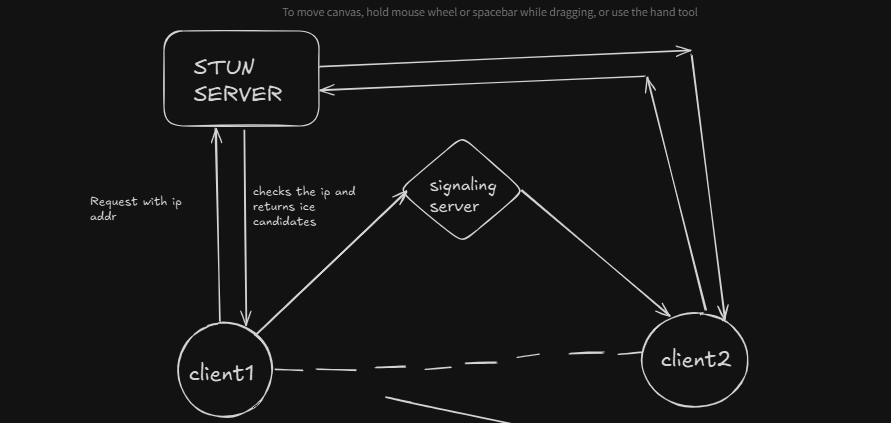 To move canvas, hold mouse wheel or spacebar while dragging, or use the hand tool
STUN
SERVER
signaling
server
Request with ip
addr
checks the ip and
returns ice
candidates
client1
client2